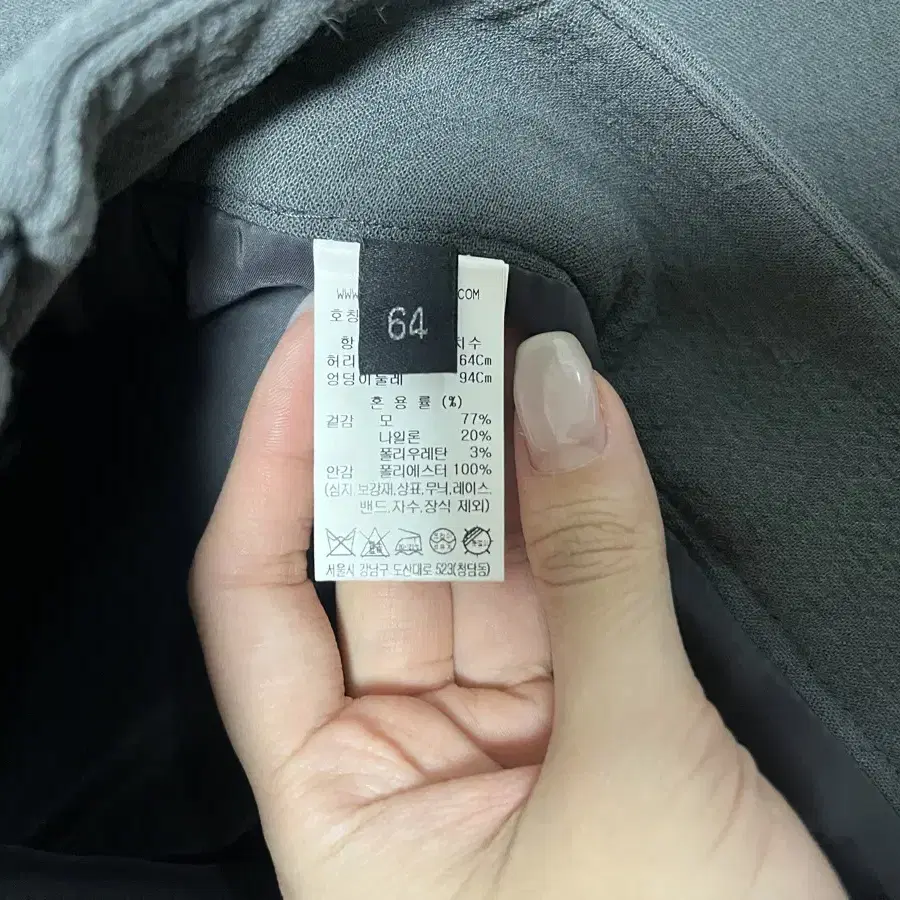 WWW COM
호칭
64
항 치수
허리 64Cm
엉덩이둘레 94Cm
혼 용 률 (%)
겉감 모 77%
나일론 20%
폴리우레탄 3%
안감 폴리에스터 100%
(심지,보강재,상표,무늬,레이스,
밴드,자수,장식 제외)
서울시 강남구 도산대로 523(청담동)